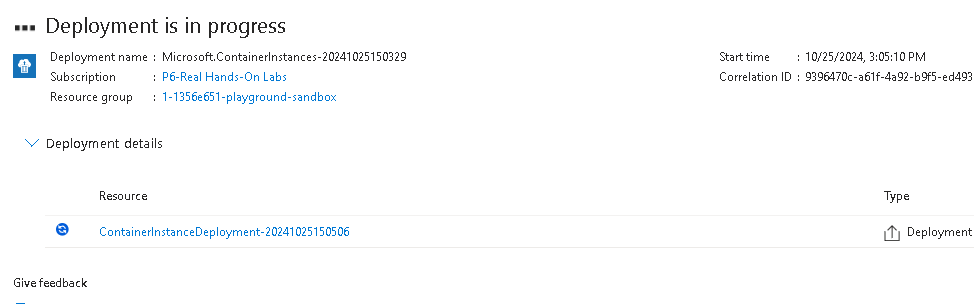 Deployment is in progress
Deployment name : Microsoft.ContainerInstances-20241025150329
Start time : 10/25/2024, 3:05:10 PM
Subscription : P6-Real Hands-On Labs
Correlation ID : 9396470c-a61f-4a92-b9f5-ed493
Resource group : 1-1356e651-playground-sandbox
Deployment details
Resource Type
ContainerInstanceDeployment-20241025150506 Deployment
Give feedback